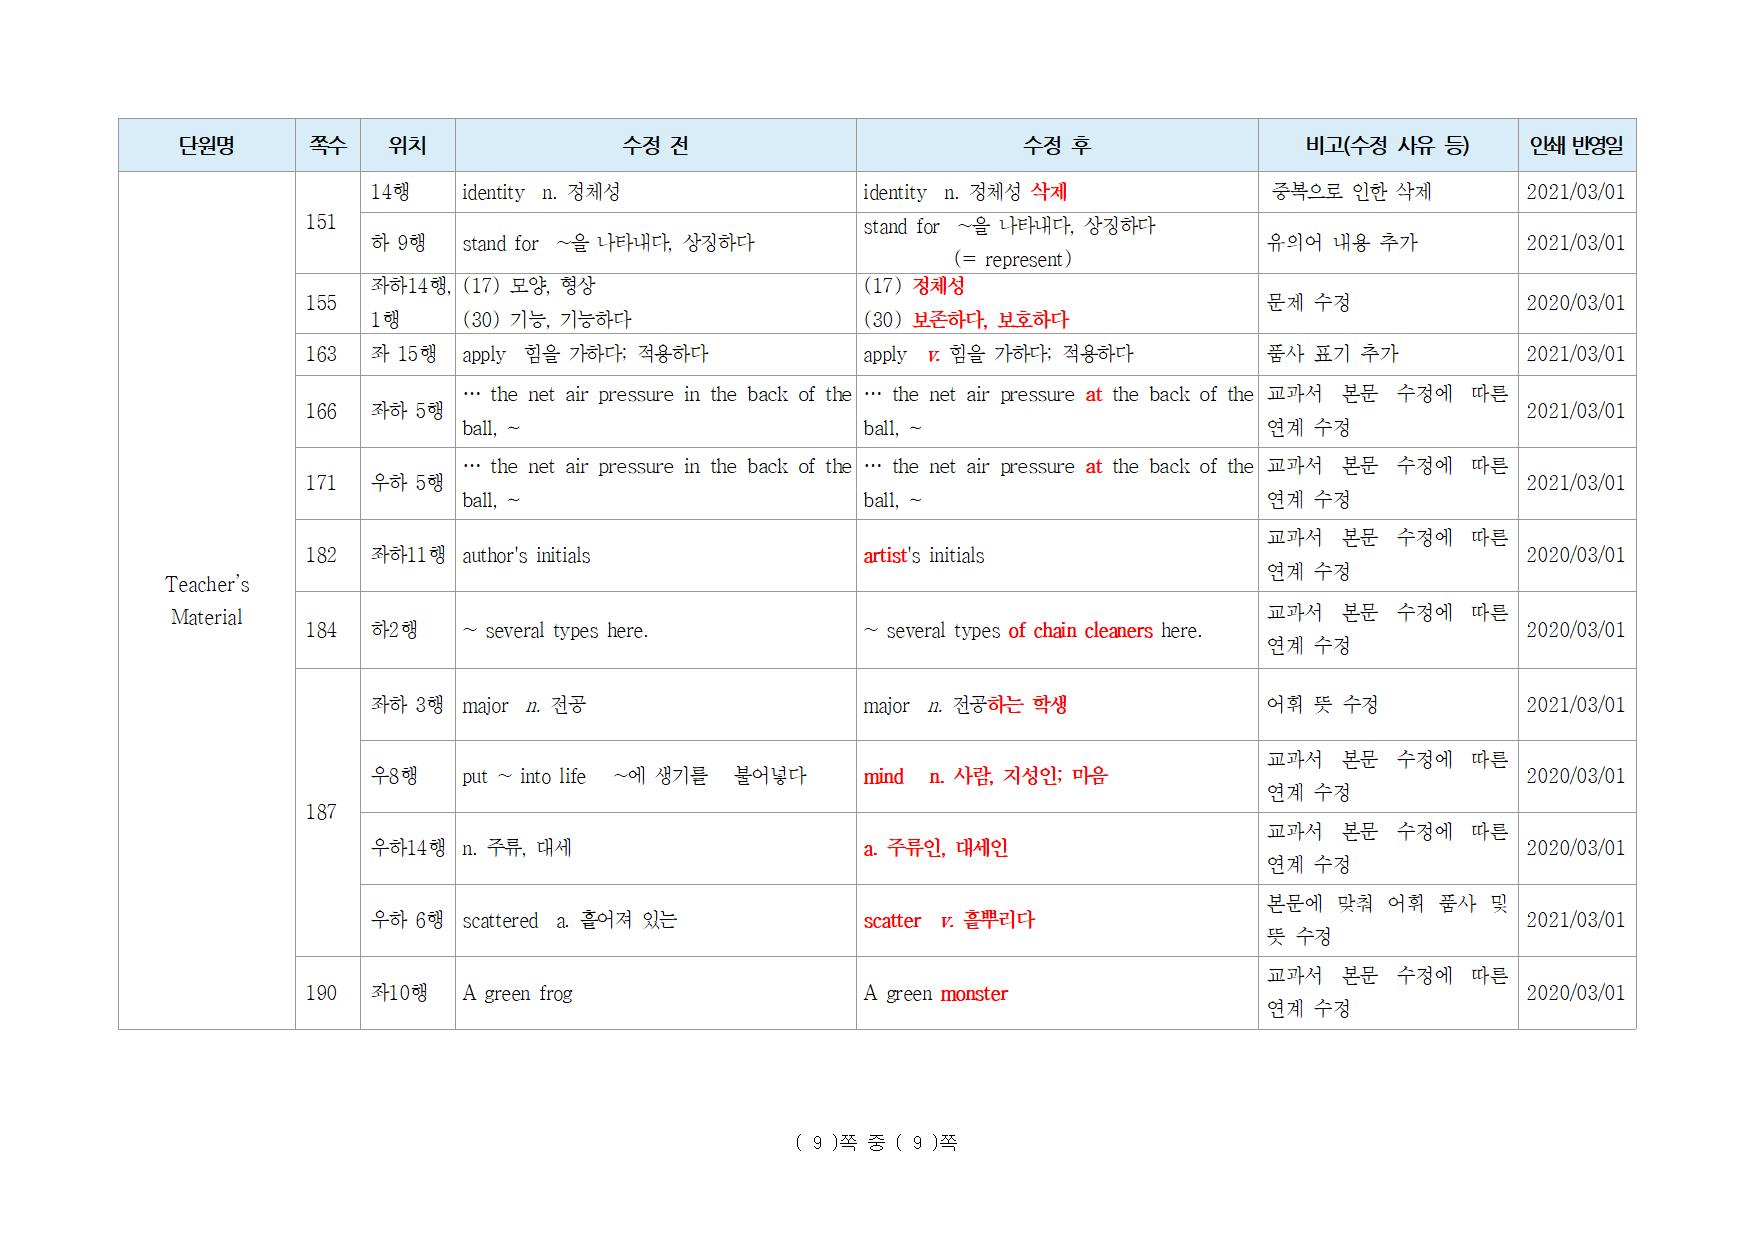 단원명 쪽수 위치 수정 전 수정 후 비고(수정 사유 등) 인쇄 반영일
Teacher's
Material
151
14행 identity n. 정체성 identity n. 정체성 삭제 중복으로 인한 삭제 2021/03/01
하 9행 stand for ~을 나타내다, 상징하다 stand for ~을 나타내다, 상징하다
(= represent) 유의어 내용 추가 2021/03/01
155 좌하14행, (17) 모양, 형상 (17) 정체성 문제 수정 2020/03/01
1행 (30) 기능, 기능하다 (30) 보존하다, 보호하다
163 좌 15행 apply 힘을 가하다; 적용하다 apply v. 힘을 가하다; 적용하다 품사 표기 추가 2021/03/01
166 좌하 5행 … the net air pressure in the back of the … the net air pressure at the back of the 교과서 본문 수정에 따른 2021/03/01
ball, ~ ball, ~ 연계 수정
171 우하 5행 … the net air pressure in the back of the … the net air pressure at the back of the 교과서 본문 수정에 따른 2021/03/01
ball, ~ ball, ~ 연계 수정
182 좌하11행 author's initials artist's initials 교과서 본문 수정에 따른 2020/03/01
연계 수정
184 하2행 ~ several types here. ~ several types of chain cleaners here. 교과서 본문 수정에 따른 2020/03/01
연계 수정
187
좌하 3행 major n. 전공 major n. 전공하는 학생 어휘 뜻 수정 2021/03/01
우8행 put ~ into life ~에 생기를 불어넣다 mind n. 사람, 지성인; 마음 교과서 본문 수정에 따른 2020/03/01
연계 수정
우하14행 n. 주류, 대세 a. 주류인, 대세인 교과서 본문 수정에 따른 2020/03/01
연계 수정
우하 6행 scattered a. 흩어져 있는 scatter v. 흩뿌리다 본문에 맞춰 어휘 품사 및 2021/03/01
뜻 수정
190 좌10행 A green frog A green monster 교과서 본문 수정에 따른 2020/03/01
연계 수정
( 9 )쪽 중 ( 9 )쪽